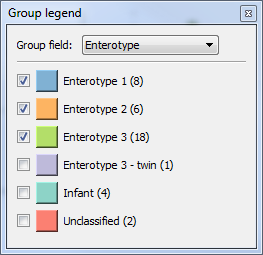 Group legend
Group field: Enterotype
Enterotype 1 (8)
Enterotype 2 (6)
Enterotype 3 (18)
Enterotype 3 - twin (1)
Infant (4)
Unclassified (2)